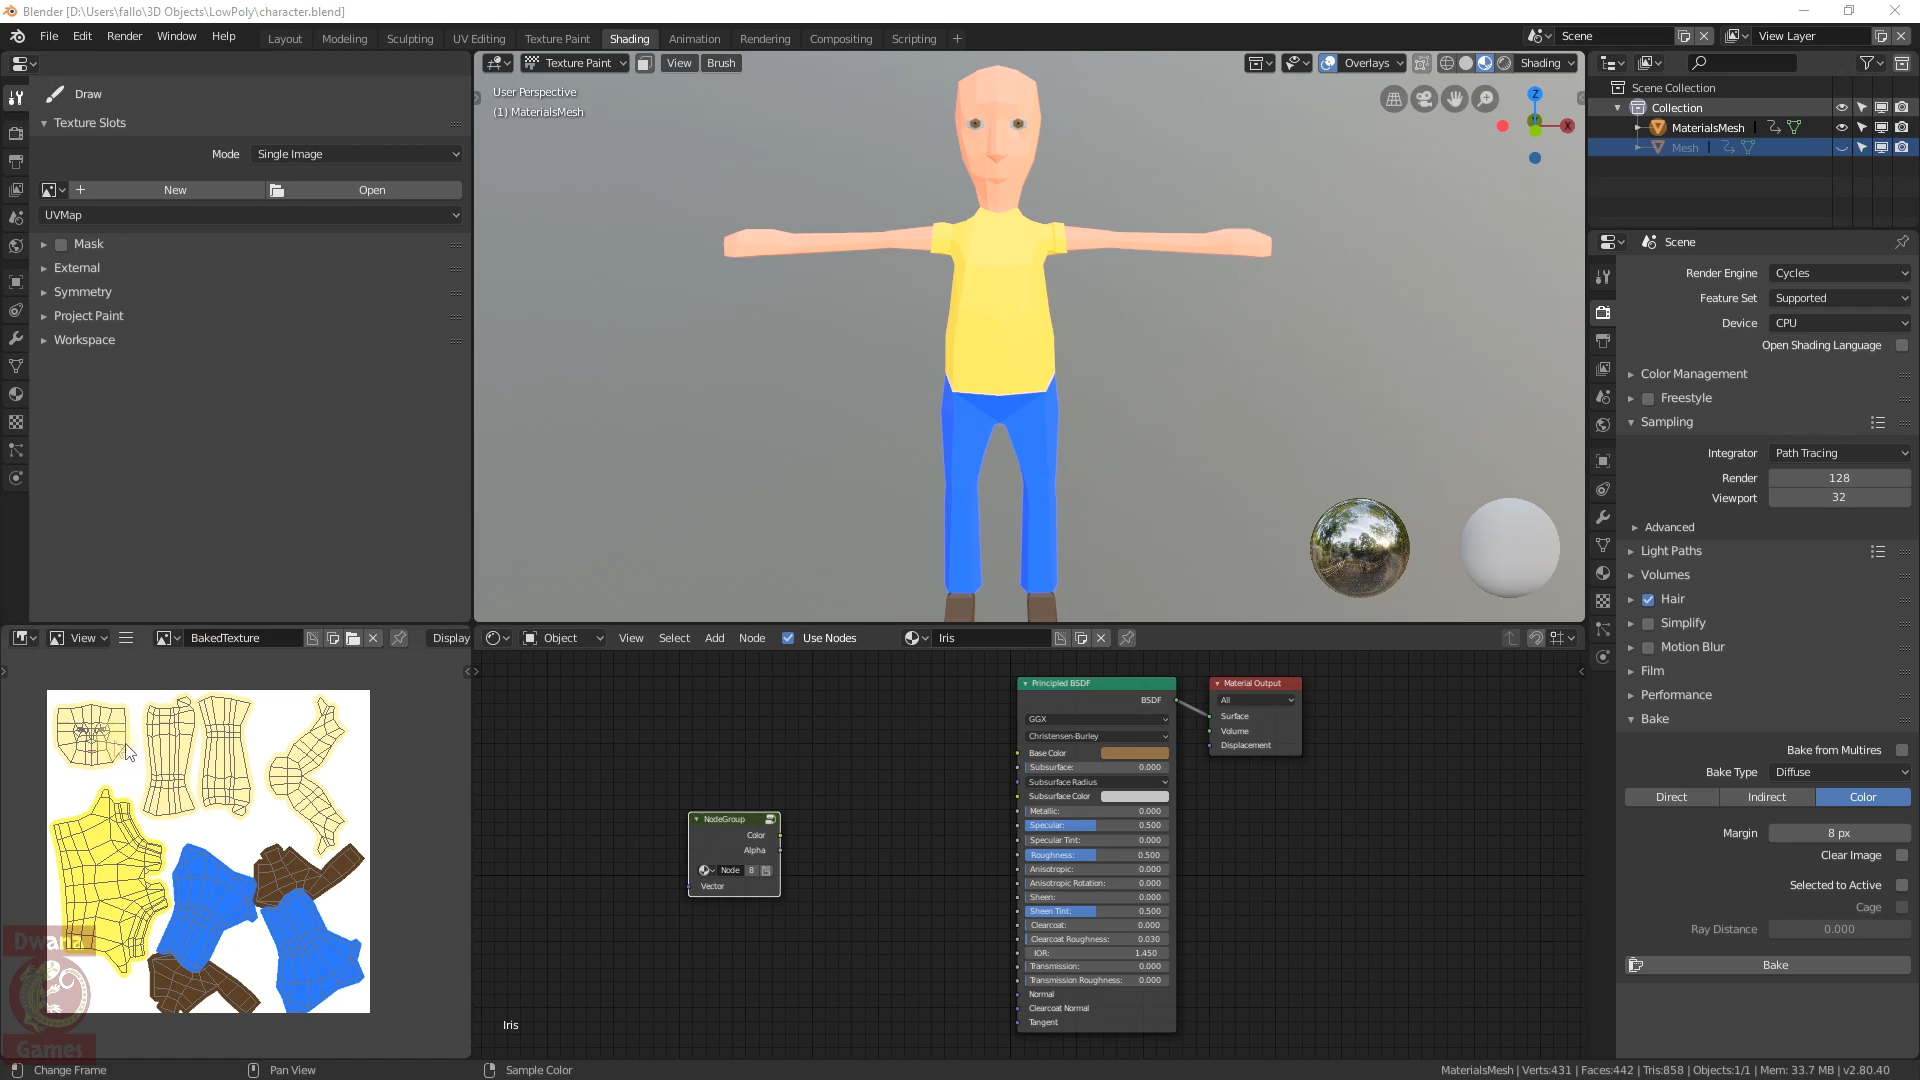 Blender [D:\Users\fallo\3D Objects\LowPoly\character.blend]
File Edit Render Window Help
Layout Modeling Sculpting UV Editing Texture Paint Shading Animation Rendering Compositing Scripting +
Scene
View Layer
Draw
Texture Slots
Mode Single Image
New Open
UVMap
Mask
External
Symmetry
Project Paint
Workspace
Texture Paint View Brush
Overlays Shading
User Perspective
(1) MaterialsMesh
Z
X
Scene Collection
Collection
MaterialsMesh
Mesh
Scene
Render Engine Cycles
Feature Set Supported
Device CPU
Open Shading Language
Color Management
Freestyle
Sampling
Integrator Path Tracing
Render 128
Viewport 32
Advanced
Light Paths
Volumes
Hair
Simplify
Motion Blur
Film
Performance
Bake
Bake from Multires
Bake Type Diffuse
Direct Indirect Color
Margin 8 px
Clear Image
Selected to Active
Cage
Ray Distance 0.000
Bake
View BakedTexture Display
Dwana
Games
Object View Select Add Node Use Nodes Iris
NodeGroup
Color
Alpha
Node 8
Vector
Principled BSDF
BSDF
GGX
Christensen-Burley
Base Color
Subsurface: 0.000
Subsurface Radius
Subsurface Color
Metallic: 0.000
Specular: 0.500
Specular Tint: 0.000
Roughness: 0.500
Anisotropic: 0.000
Anisotropic Rotation: 0.000
Sheen: 0.000
Sheen Tint: 0.500
Clearcoat: 0.000
Clearcoat Roughness: 0.030
IOR: 1.450
Transmission: 0.000
Transmission Roughness: 0.000
Normal
Clearcoat Normal
Tangent
Material Output
All
Surface
Volume
Displacement
Iris
Change Frame Pan View Sample Color
MaterialsMesh | Verts:431 | Faces:442 | Tris:858 | Objects:1/1 | Mem: 33.7 MB | v2.80.40